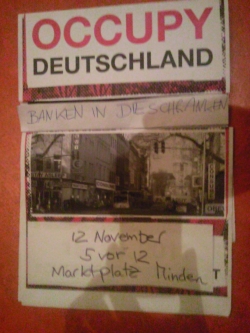 OCCUPY
DEUTSCHLAND
BANKEN IN DIE SCHRANKEN
12 November
5 vor 12
Marktplatz Minden
T